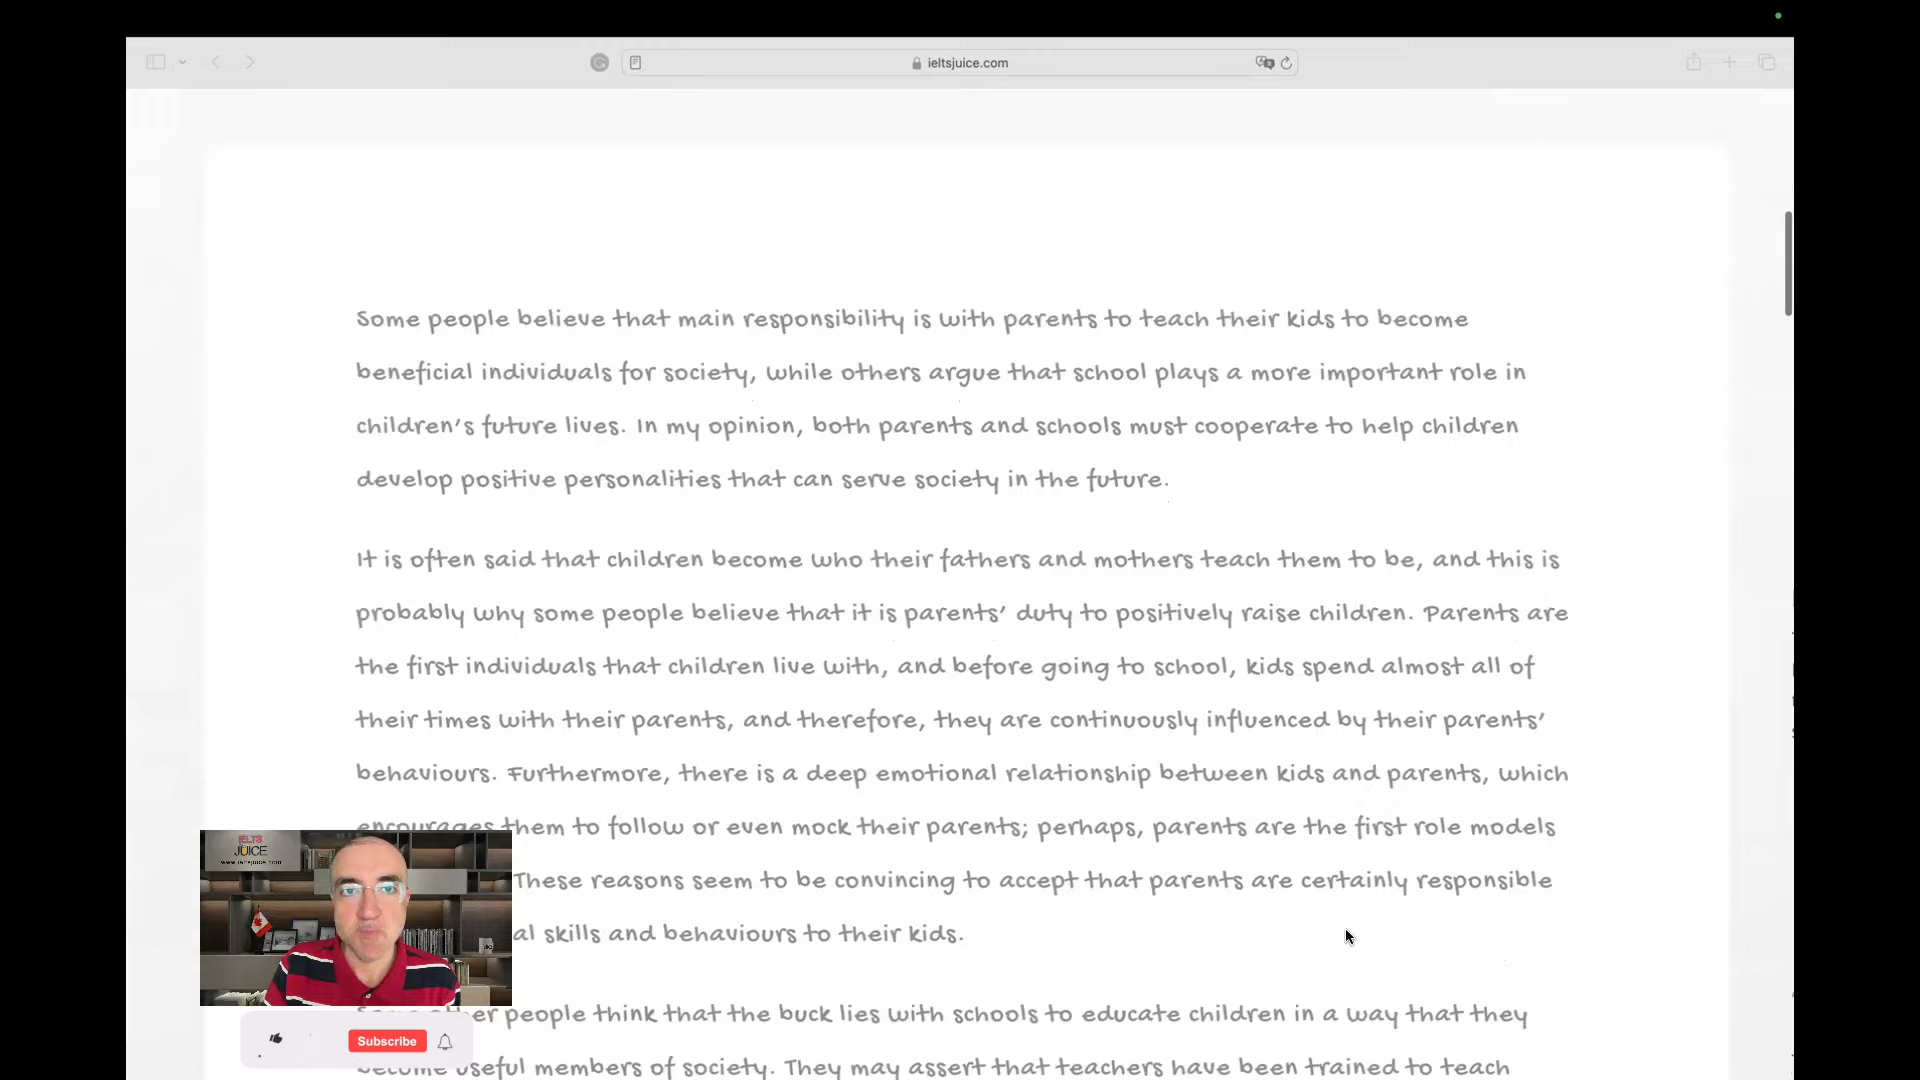 ieltsjuice.com
Some people believe that main responsibility is with parents to teach their kids to become
beneficial individuals for society, while others argue that school plays a more important role in
children's future lives. In my opinion, both parents and schools must cooperate to help children
develop positive personalities that can serve society in the future.
It is often said that children become who their fathers and mothers teach them to be, and this is
probably why some people believe that it is parents' duty to positively raise children. Parents are
the first individuals that children live with, and before going to school, kids spend almost all of
their times with their parents, and therefore, they are continuously influenced by their parents'
behaviours. Furthermore, there is a deep emotional relationship between kids and parents, which
encourages them to follow or even mock their parents; perhaps, parents are the first role models
These reasons seem to be convincing to accept that parents are certainly responsible
skills and behaviours to their kids.
people think that the buck lies with schools to educate children in a way that they
become useful members of society. They may assert that teachers have been trained to teach
IELTS
JUICE
www.ieltsjuice.com
Subscribe